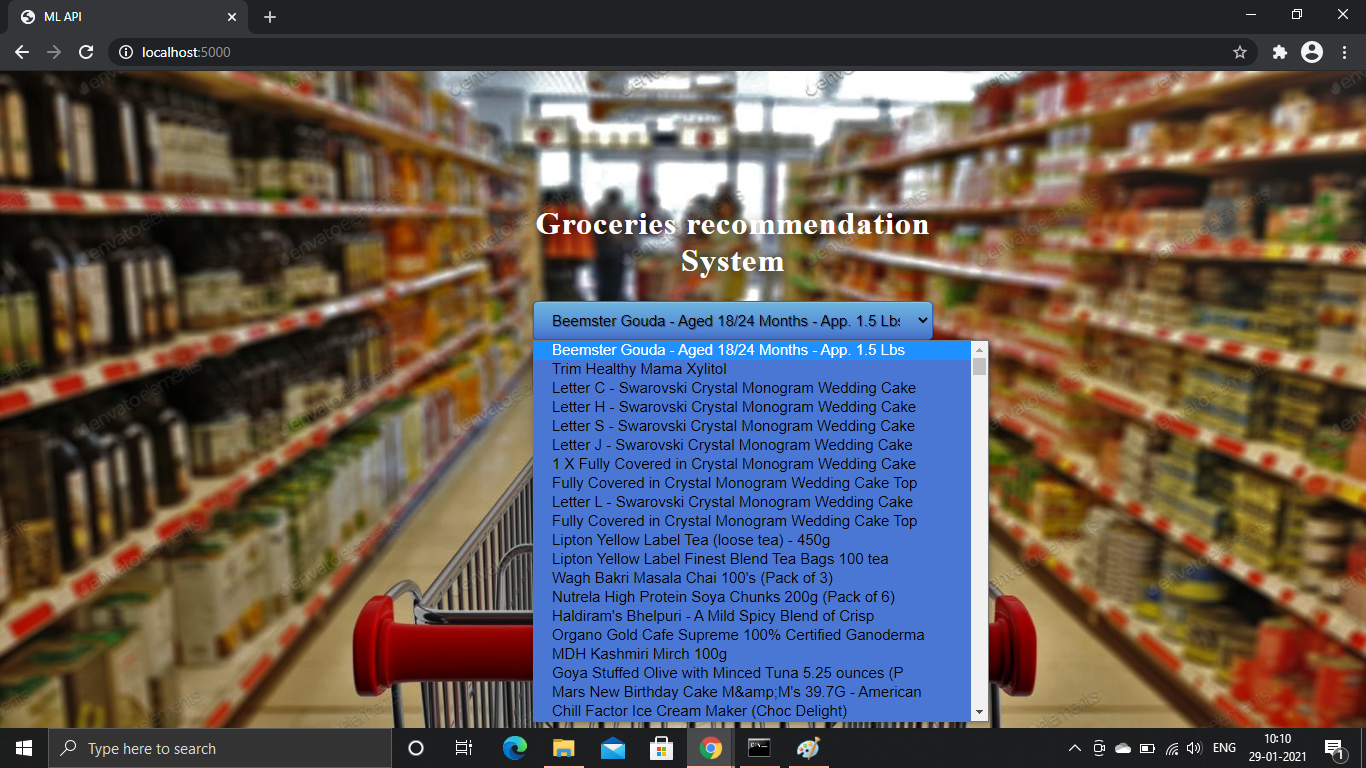 ML API
localhost:5000
envatoelements
Groceries recommendation
System
Beemster Gouda - Aged 18/24 Months - App. 1.5 Lbs
Beemster Gouda - Aged 18/24 Months - App. 1.5 Lbs
Trim Healthy Mama Xylitol
Letter C - Swarovski Crystal Monogram Wedding Cake
Letter H - Swarovski Crystal Monogram Wedding Cake
Letter S - Swarovski Crystal Monogram Wedding Cake
Letter J - Swarovski Crystal Monogram Wedding Cake
1 X Fully Covered in Crystal Monogram Wedding Cake
Fully Covered in Crystal Monogram Wedding Cake Top
Letter L - Swarovski Crystal Monogram Wedding Cake
Fully Covered in Crystal Monogram Wedding Cake Top
Lipton Yellow Label Tea (loose tea) - 450g
Lipton Yellow Label Finest Blend Tea Bags 100 tea
Wagh Bakri Masala Chai 100's (Pack of 3)
Nutrela High Protein Soya Chunks 200g (Pack of 6)
Haldiram's Bhelpuri - A Mild Spicy Blend of Crisp
Organo Gold Cafe Supreme 100% Certified Ganoderma
MDH Kashmiri Mirch 100g
Goya Stuffed Olive with Minced Tuna 5.25 ounces (P
Mars New Birthday Cake M&amp;M's 39.7G - American
Chill Factor Ice Cream Maker (Choc Delight)
Type here to search
ENG
10:10
29-01-2021
1